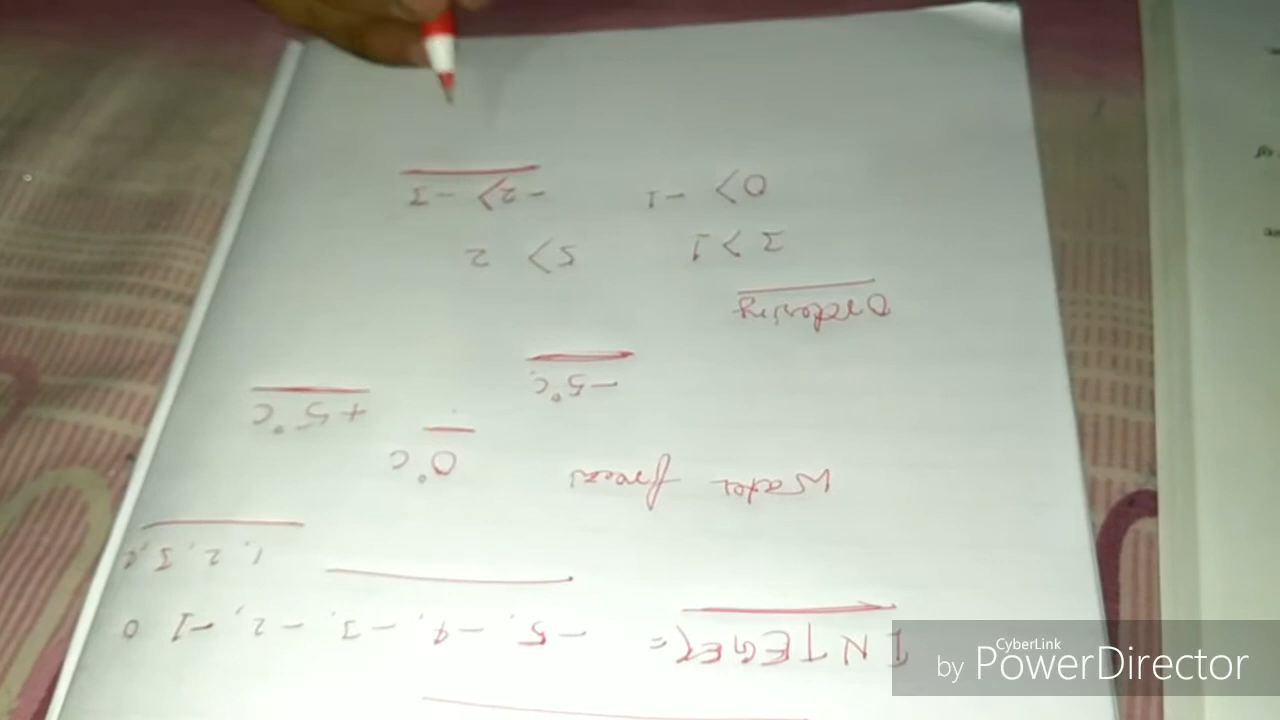 INTEGER = -5, -4, -3, -2, -1 0
1, 2, 3, 4
Water freezes 0°C
+5°C
-5°C
Ordering
3 > 1 5 > 2
0 > -1 -2 > -3
CyberLink
by PowerDirector